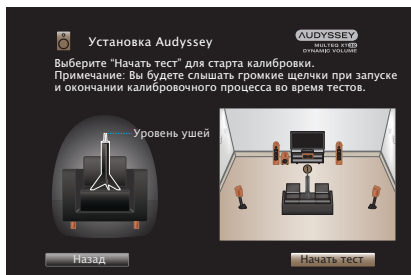 Установка Audyssey
AUDYSSEY
MULTEQ XT32
DYNAMIC VOLUME
Выберите “Начать тест” для старта калибровки.
Примечание: Вы будете слышать громкие щелчки при запуске
и окончании калибровочного процесса во время тестов.
Уровень ушей
Назад
Начать тест